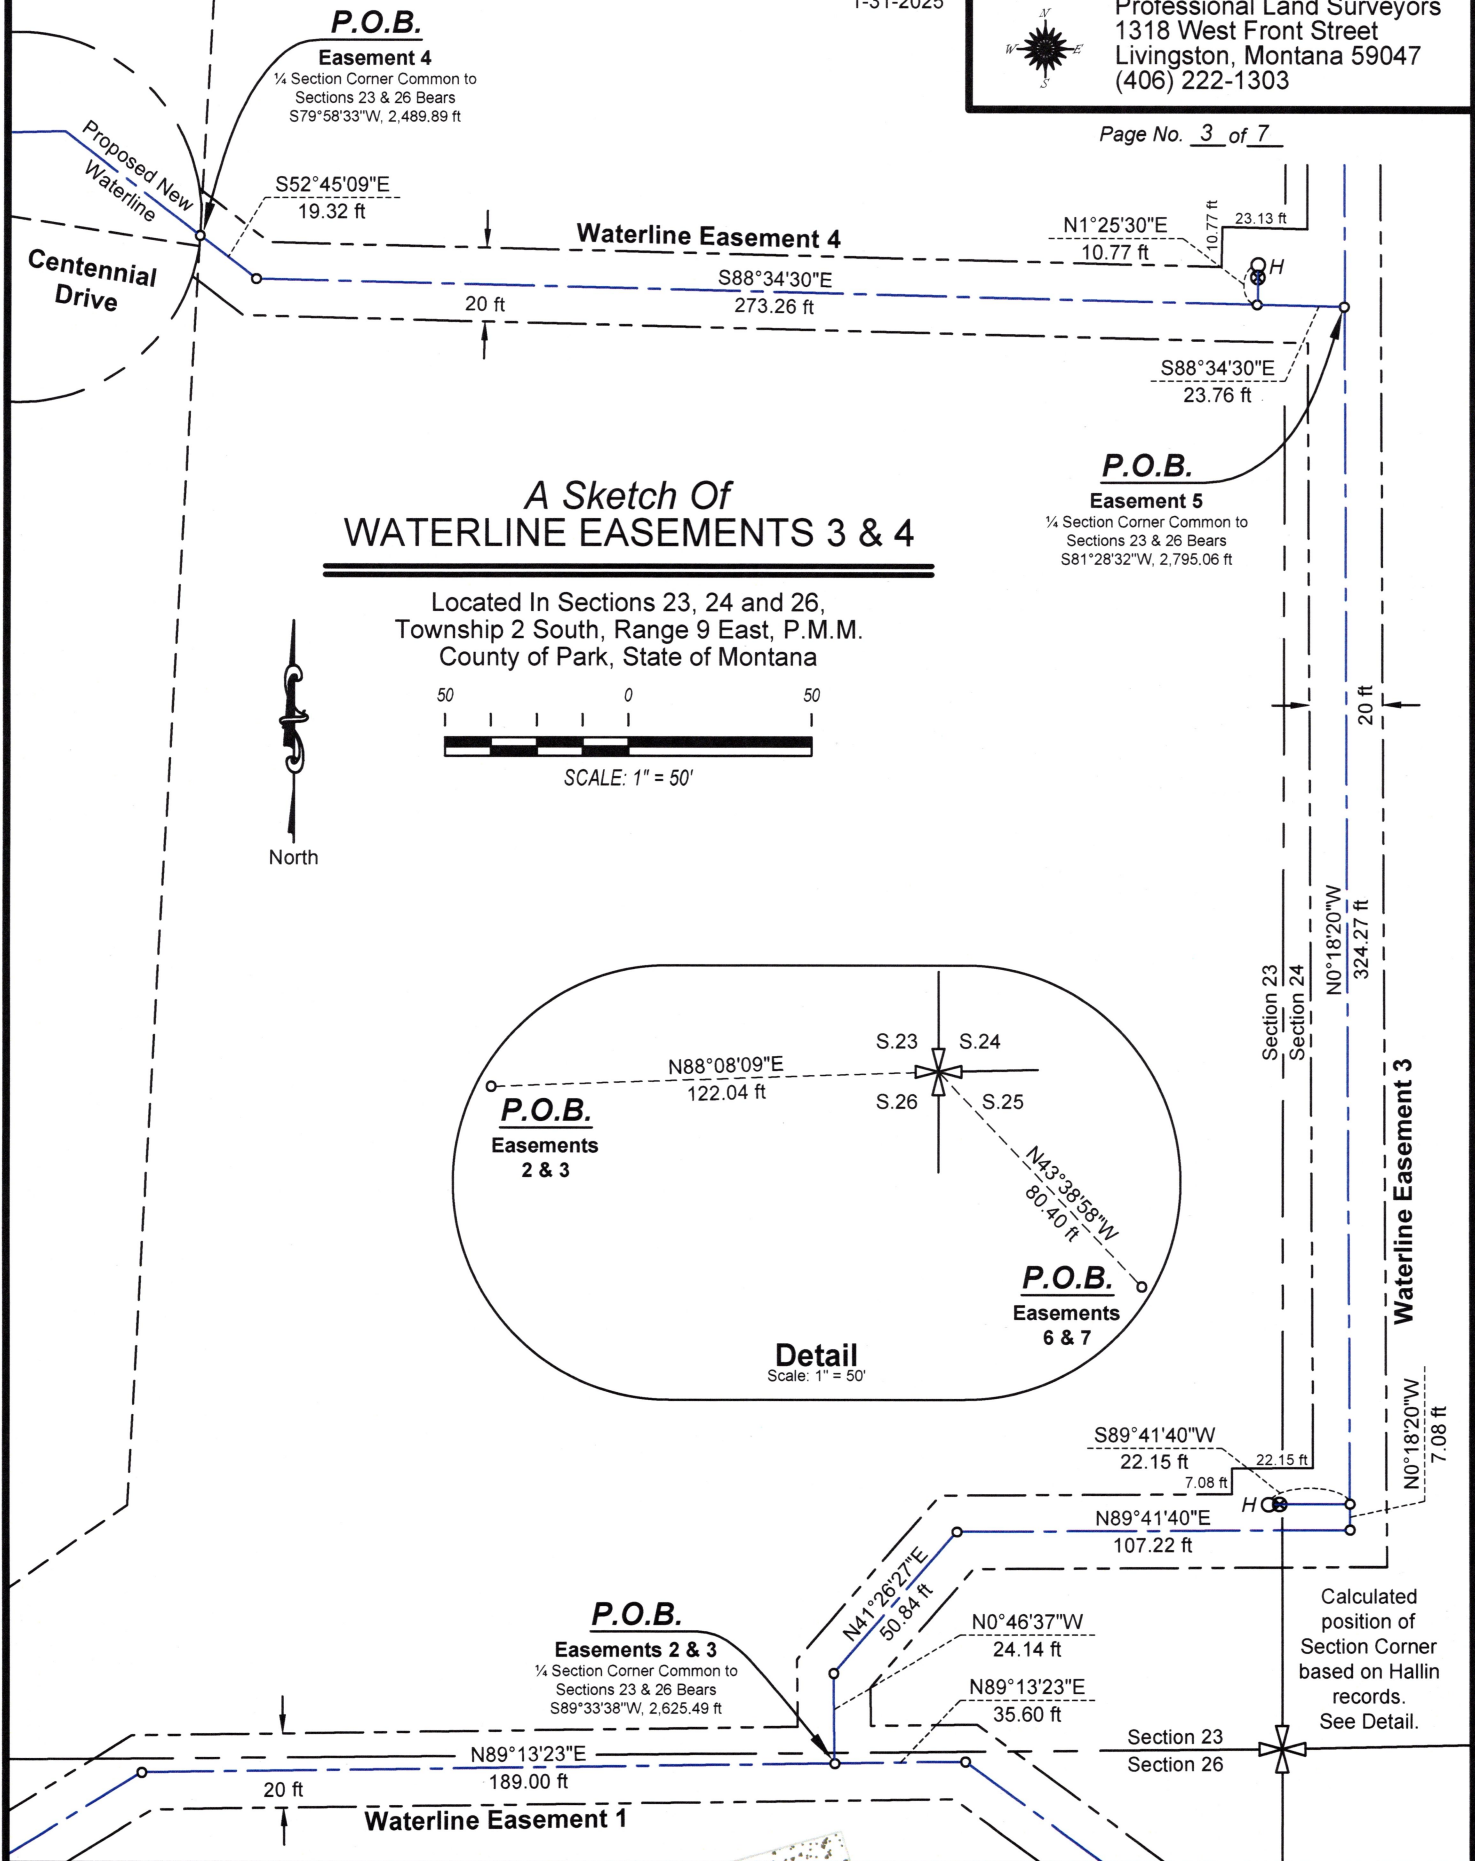 1-31-2025
Professional Land Surveyors
1318 West Front Street
Livingston, Montana 59047
(406) 222-1303
N
W
E
S
Page No. 3 of 7
P.O.B.
Easement 4
¼ Section Corner Common to
Sections 23 & 26 Bears
S79°58'33"W, 2,489.89 ft
Proposed New
Waterline
S52°45'09"E
19.32 ft
Centennial
Drive
Waterline Easement 4
S88°34'30"E
273.26 ft
20 ft
N1°25'30"E
10.77 ft
10.77 ft
23.13 ft
H
S88°34'30"E
23.76 ft
P.O.B.
Easement 5
¼ Section Corner Common to
Sections 23 & 26 Bears
S81°28'32"W, 2,795.06 ft
A Sketch Of
WATERLINE EASEMENTS 3 & 4
Located In Sections 23, 24 and 26,
Township 2 South, Range 9 East, P.M.M.
County of Park, State of Montana
50 0 50
SCALE: 1" = 50'
North
20 ft
N0°18'20"W
324.27 ft
Section 23
Section 24
Waterline Easement 3
S.23 S.24
S.26 S.25
N88°08'09"E
122.04 ft
P.O.B.
Easements
2 & 3
N43°38'58"W
80.40 ft
P.O.B.
Easements
6 & 7
Detail
Scale: 1" = 50'
N0°18'20"W
7.08 ft
S89°41'40"W
22.15 ft
22.15 ft
7.08 ft
H
N89°41'40"E
107.22 ft
N41°26'27"E
50.84 ft
N0°46'37"W
24.14 ft
N89°13'23"E
35.60 ft
P.O.B.
Easements 2 & 3
¼ Section Corner Common to
Sections 23 & 26 Bears
S89°33'38"W, 2,625.49 ft
Calculated
position of
Section Corner
based on Hallin
records.
See Detail.
Section 23
Section 26
N89°13'23"E
189.00 ft
20 ft
Waterline Easement 1